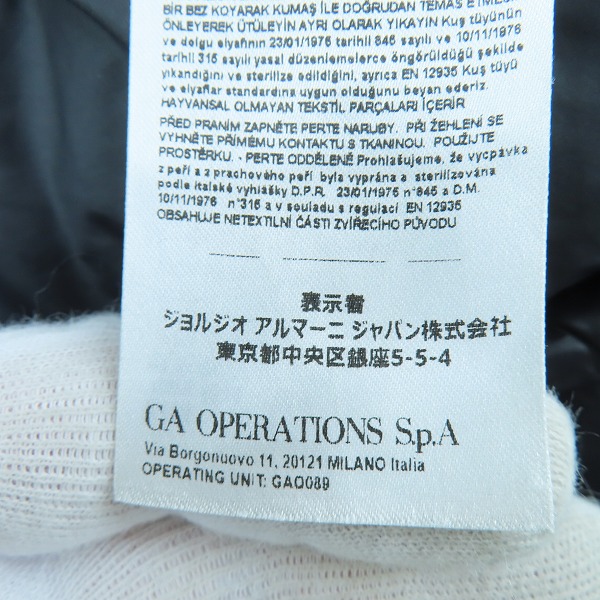 BİR BEZ KOYARAK KUMAŞ İLE DOĞRUDAN TEMAS ETMESİNİ
ÖNLEYEREK ÜTÜLEYİN AYRI OLARAK YIKAYIN Kuş tüyünün
ve dolgu elyafının 23/01/1976 tarihli 846 sayılı ve 10/11/1976
tarihli 316 sayılı yasal düzenlemelerce öngörüldüğü şekilde
yıkandığını ve sterilize edildiğini, ayrıca EN 12935 Kuş tüyü
ve elyaflar standardına uygun olduğunu beyan ederiz.
HAYVANSAL OLMAYAN TEKSTİL PARÇALARI İÇERİR
PŘED PRANÍM ZAPNĚTE PERTE NARUBY. PŘI ŽEHLENÍ SE
VYHNĚTE PŘÍMÉMU KONTAKTU S TKANINOU. POUŽIJTE
PROSTĚRKU. - PERTE ODDĚLENĚ Prohlašujeme, že vycpávka
z peří a z prachového peří byla vyprána a sterilizována
podle italské vyhlášky D.P.R. 23/01/1976 n°845 a D.M.
10/11/1976 n°316 a v souladu s regulací EN 12935
OBSAHUJE NETEXTILNÍ ČÁSTI ZVÍŘECÍHO PŮVODU
表示者
ジョルジオ アルマーニ ジャパン株式会社
東京都中央区銀座5-5-4
GA OPERATIONS S.p.A
Via Borgonuovo 11, 20121 MILANO Italia
OPERATING UNIT: GAO089